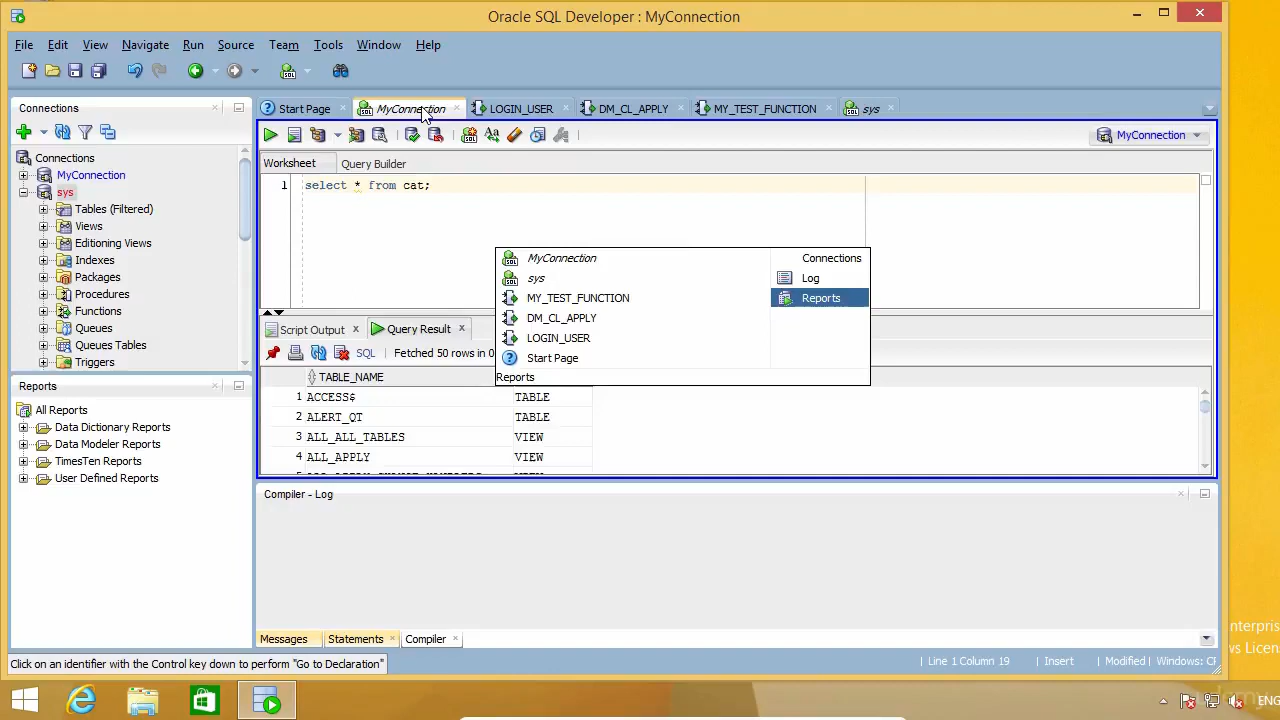 Oracle SQL Developer : MyConnection
File Edit View Navigate Run Source Team Tools Window Help
Connections
Start Page MyConnection LOGIN_USER DM_CL_APPLY MY_TEST_FUNCTION sys
MyConnection
Connections
MyConnection
sys
Tables (Filtered)
Views
Editioning Views
Indexes
Packages
Procedures
Functions
Queues
Queues Tables
Triggers
Worksheet Query Builder
1 select * from cat;
MyConnection Connections
sys Log
MY_TEST_FUNCTION Reports
DM_CL_APPLY
LOGIN_USER
Start Page
Reports
Script Output Query Result
SQL Fetched 50 rows in 0
TABLE_NAME
1 ACCESS$ TABLE
2 ALERT_QT TABLE
3 ALL_ALL_TABLES VIEW
4 ALL_APPLY VIEW
Reports
All Reports
Data Dictionary Reports
Data Modeler Reports
TimesTen Reports
User Defined Reports
Compiler - Log
Messages Statements Compiler
Click on an identifier with the Control key down to perform "Go to Declaration"
Line 1 Column 19 Insert Modified Windows: CF
nterpris
ws Licen
ENG